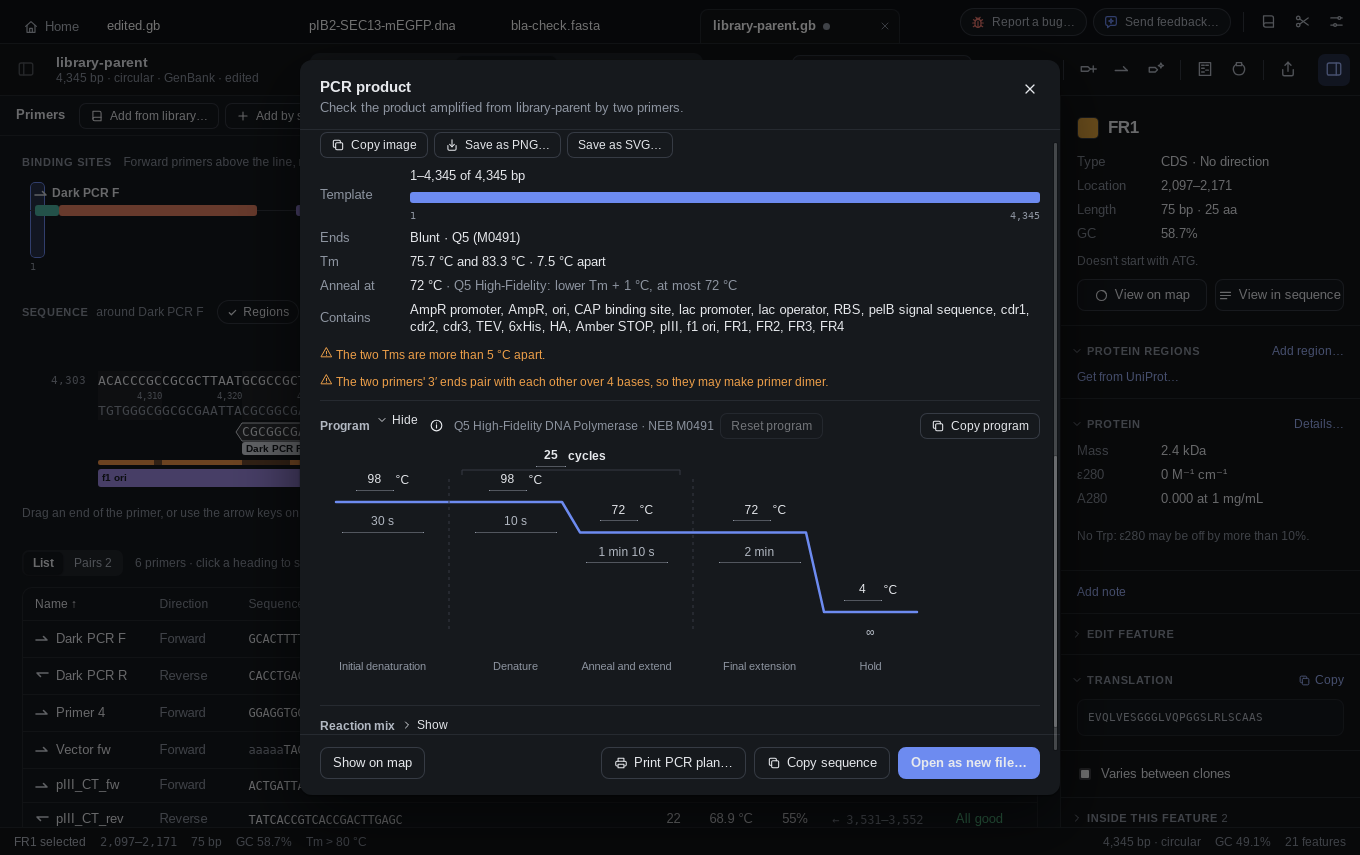 Home
edited.gb
pIB2-SEC13-mEGFP.dna
bla-check.fasta
library-parent.gb
Report a bug…
Send feedback…
library-parent
4,345 bp · circular · GenBank · edited
Primers
Add from library…
Add by s
BINDING SITES Forward primers above the line,
Dark PCR F
1
SEQUENCE around Dark PCR F
Regions
4,303 ACACCCGCCGCGCTTAATGCGCCGC
4,310 4,320
TGTGGGCGGCGCGAATTACGCGGCG
CGCGGCGA
Dark PCR F
f1 ori
Drag an end of the primer, or use the arrow keys on
List Pairs 2 6 primers · click a heading to s
Name ↑ Direction Sequence
Dark PCR F Forward GCACTTTT
Dark PCR R Reverse CACCTGAG
Primer 4 Forward GGAGGTGG
Vector fw Forward aaaaaTAG
pIII_CT_fw Forward ACTGATTA
pIII_CT_rev Reverse TATCACCGTCACCGACTTGAGC 22 68.9 °C 55% ← 3,531–3,552 All good
PCR product
Check the product amplified from library-parent by two primers.
Copy image
Save as PNG…
Save as SVG…
Template 1–4,345 of 4,345 bp
1 4,345
Ends Blunt · Q5 (M0491)
Tm 75.7 °C and 83.3 °C · 7.5 °C apart
Anneal at 72 °C · Q5 High-Fidelity: lower Tm + 1 °C, at most 72 °C
Contains AmpR promoter, AmpR, ori, CAP binding site, lac promoter, lac operator, RBS, pelB signal sequence, cdr1,
cdr2, cdr3, TEV, 6xHis, HA, Amber STOP, pIII, f1 ori, FR1, FR2, FR3, FR4
The two Tms are more than 5 °C apart.
The two primers' 3′ ends pair with each other over 4 bases, so they may make primer dimer.
Program Hide Q5 High-Fidelity DNA Polymerase · NEB M0491 Reset program Copy program
25 cycles
98 °C 98 °C
30 s 10 s
72 °C 72 °C
1 min 10 s 2 min
4 °C
∞
Initial denaturation Denature Anneal and extend Final extension Hold
Reaction mix Show
Show on map
Print PCR plan…
Copy sequence
Open as new file…
FR1
Type CDS · No direction
Location 2,097–2,171
Length 75 bp · 25 aa
GC 58.7%
Doesn't start with ATG.
View on map
View in sequence
PROTEIN REGIONS Add region…
Get from UniProt…
PROTEIN Details…
Mass 2.4 kDa
ε280 0 M⁻¹ cm⁻¹
A280 0.000 at 1 mg/mL
No Trp: ε280 may be off by more than 10%.
Add note
EDIT FEATURE
TRANSLATION Copy
EVQLVESGGGLVQPGGSLRLSCAAS
Varies between clones
INSIDE THIS FEATURE 2
FR1 selected 2,097–2,171 75 bp GC 58.7% Tm > 80 °C
4,345 bp · circular GC 49.1% 21 features